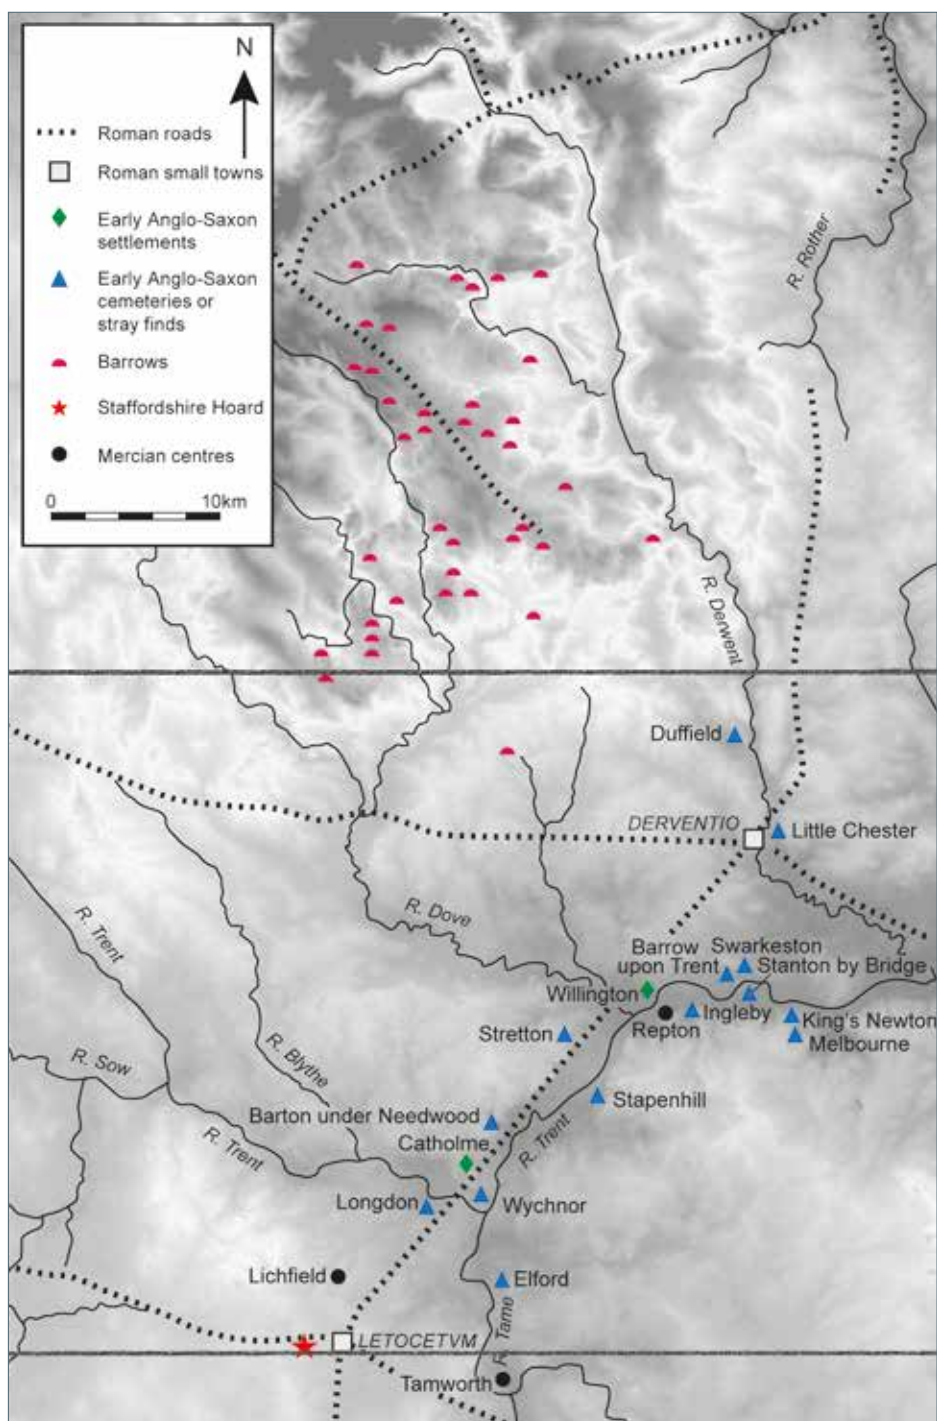 N
Roman roads
Roman small towns
Early Anglo-Saxon
settlements
Early Anglo-Saxon
cemeteries or
stray finds
Barrows
Staffordshire Hoard
Mercian centres
0 10km
R. Rother
R. Derwent
Duffield
DERVENTIO
Little Chester
R. Dove
R. Trent
Barrow
upon Trent
Swarkeston
Stanton by Bridge
Willington
Repton
Ingleby
King's Newton
Melbourne
Stretton
R. Sow
R. Blythe
Stapenhill
Barton under Needwood
R. Trent
R. Trent
Catholme
Longdon
Wychnor
Lichfield
Elford
R. Tame
LETOCETVM
Tamworth